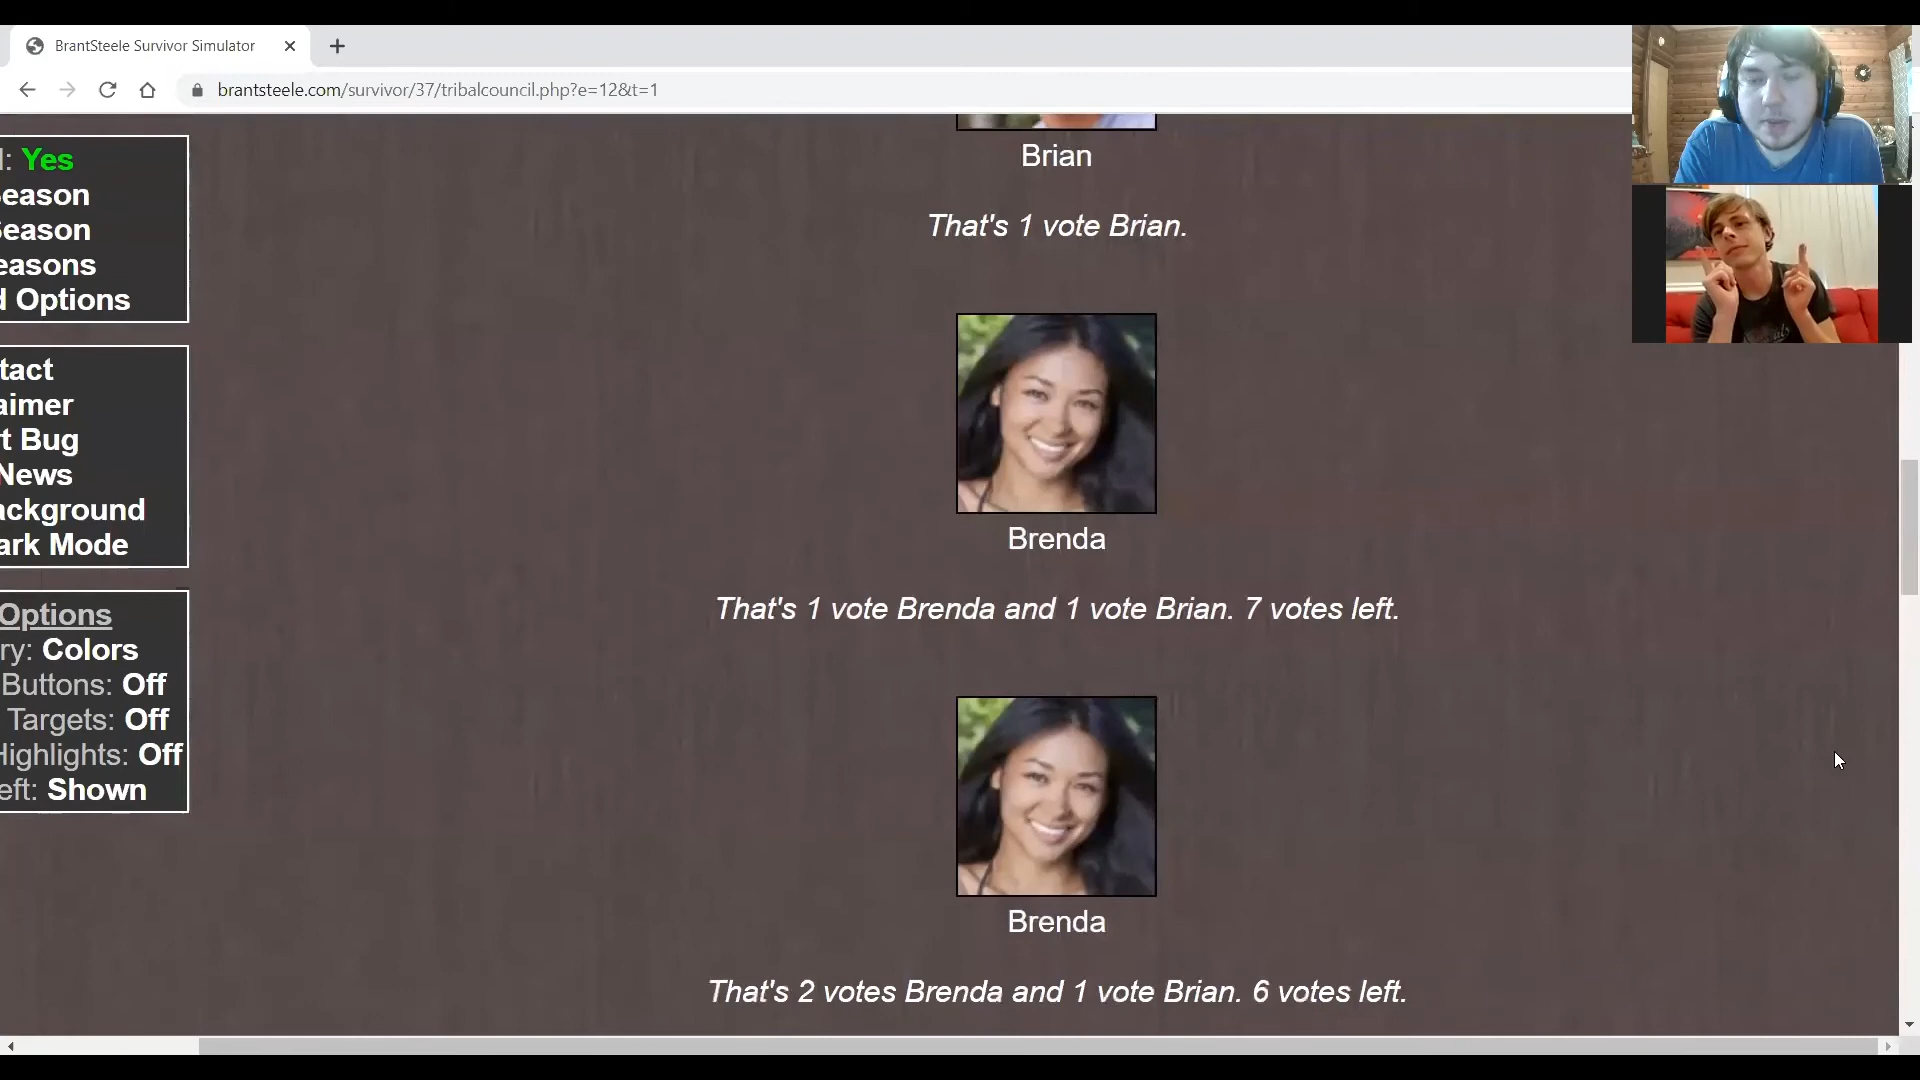 BrantSteele Survivor Simulator
brantsteele.com/survivor/37/tribalcouncil.php?e=12&t=1
: Yes
eason
eason
easons
d Options
tact
aimer
t Bug
News
ackground
ark Mode
Options
ry: Colors
Buttons: Off
Targets: Off
Highlights: Off
eft: Shown
Brian
That's 1 vote Brian.
Brenda
That's 1 vote Brenda and 1 vote Brian. 7 votes left.
Brenda
That's 2 votes Brenda and 1 vote Brian. 6 votes left.